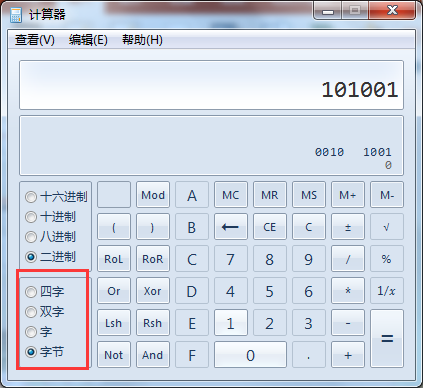 计算器
查看(V) 编辑(E) 帮助(H)
101001
0010 1001
0
十六进制 Mod A MC MR MS M+ M-
十进制 ( ) B ← CE C ± √
八进制
二进制 RoL RoR C 7 8 9 / %
四字 Or Xor D 4 5 6 * 1/x
双字
字 Lsh Rsh E 1 2 3 - =
字节 Not And F 0 . +